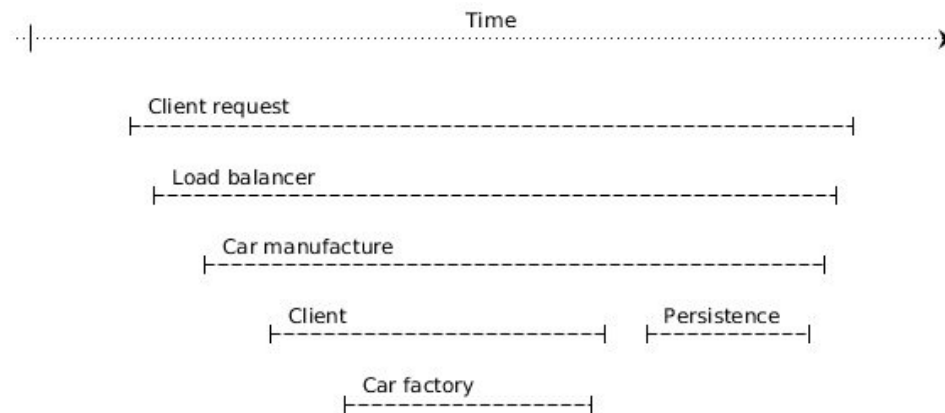 Time
Client request
Load balancer
Car manufacture
Client
Persistence
Car factory